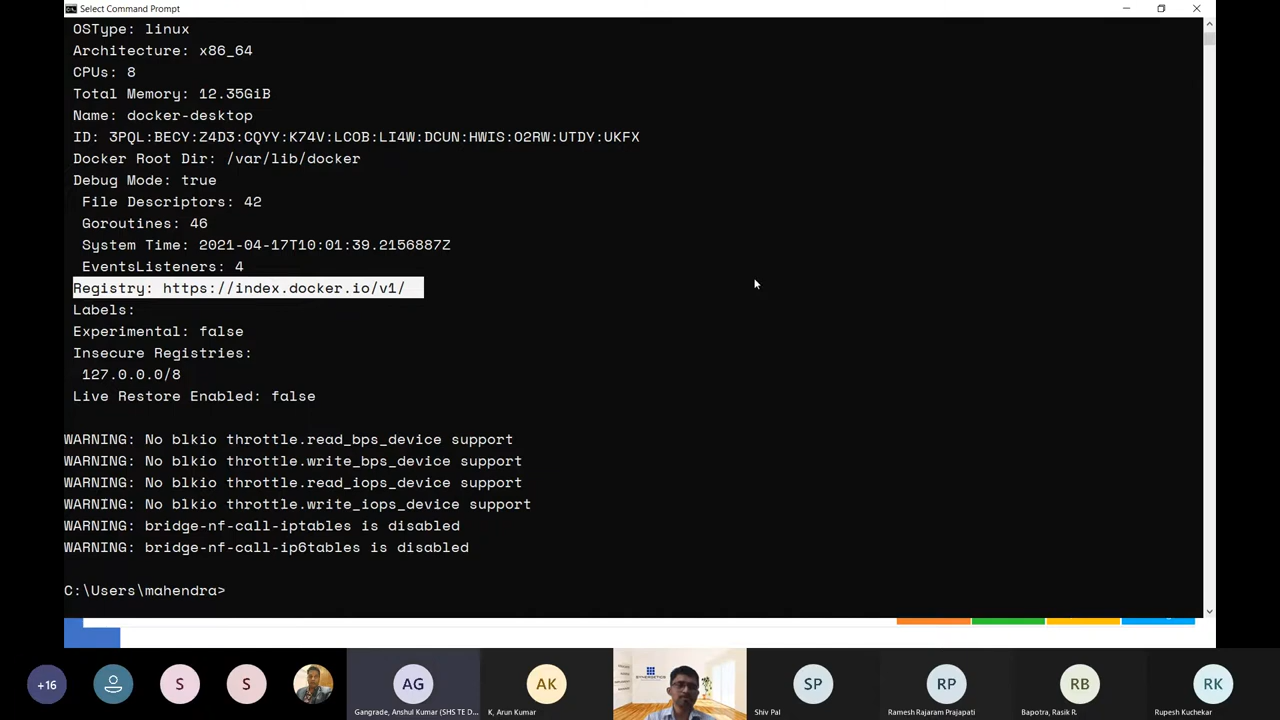 Select Command Prompt
OSType: linux
Architecture: x86_64
CPUs: 8
Total Memory: 12.35GiB
Name: docker-desktop
ID: 3PQL:BECY:Z4D3:CQYY:K74V:LCOB:LI4W:DCUN:HWIS:O2RW:UTDY:UKFX
Docker Root Dir: /var/lib/docker
Debug Mode: true
File Descriptors: 42
Goroutines: 46
System Time: 2021-04-17T10:01:39.2156887Z
EventsListeners: 4
Registry: https://index.docker.io/v1/
Labels:
Experimental: false
Insecure Registries:
127.0.0.0/8
Live Restore Enabled: false
WARNING: No blkio throttle.read_bps_device support
WARNING: No blkio throttle.write_bps_device support
WARNING: No blkio throttle.read_iops_device support
WARNING: No blkio throttle.write_iops_device support
WARNING: bridge-nf-call-iptables is disabled
WARNING: bridge-nf-call-ip6tables is disabled
C:\Users\mahendra>
+16
S
S
AG
Gangrade, Anshul Kumar (SHS TE D...
AK
K, Arun Kumar
SYNERGETICS
SP
Shiv Pal
RP
Ramesh Rajaram Prajapati
RB
Bapotra, Rasik R.
RK
Rupesh Kuchekar